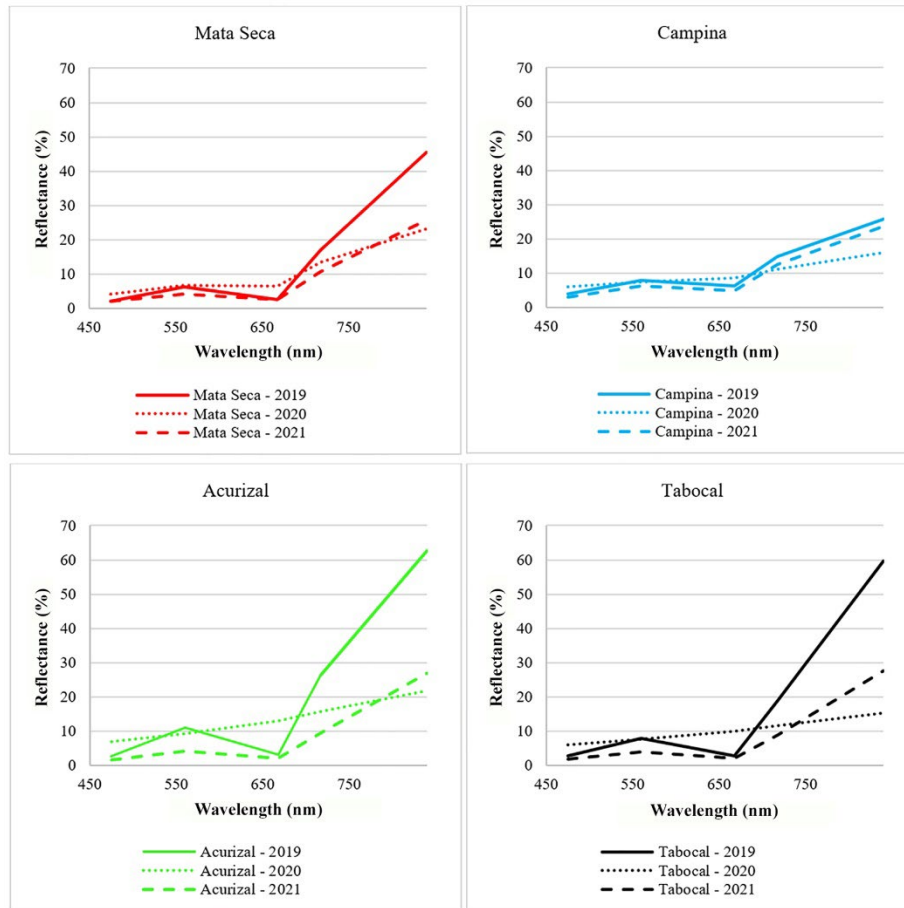 Mata Seca
70
60
50
40
30
20
10
0
Reflectance (%)
450 550 650 750
Wavelength (nm)
Mata Seca - 2019
Mata Seca - 2020
Mata Seca - 2021
Campina
70
60
50
40
30
20
10
0
Reflectance (%)
450 550 650 750
Wavelength (nm)
Campina - 2019
Campina - 2020
Campina - 2021
Acurizal
70
60
50
40
30
20
10
0
Reflectance (%)
450 550 650 750
Wavelength (nm)
Acurizal - 2019
Acurizal - 2020
Acurizal - 2021
Tabocal
70
60
50
40
30
20
10
0
Reflectance (%)
450 550 650 750
Wavelength (nm)
Tabocal - 2019
Tabocal - 2020
Tabocal - 2021